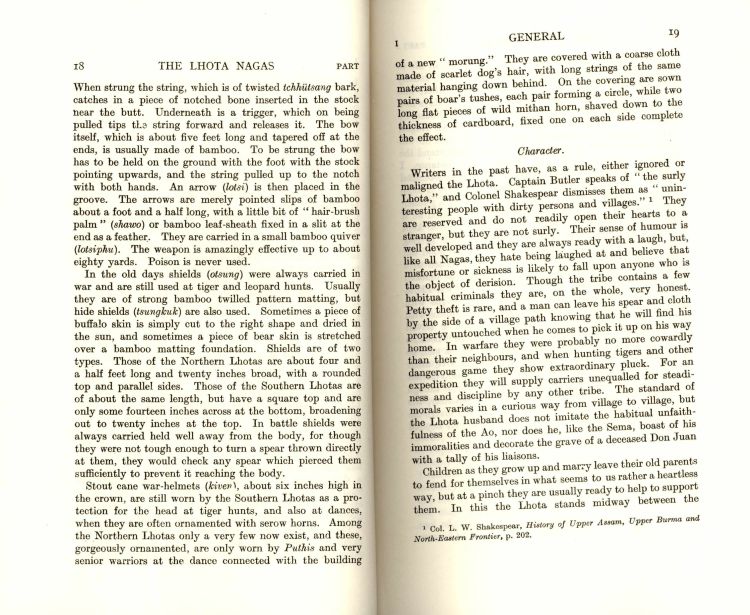 18 THE LHOTA NAGAS PART
When strung the string, which is of twisted tchhütsang bark,
catches in a piece of notched bone inserted in the stock
near the butt. Underneath is a trigger, which on being
pulled tips the string forward and releases it. The bow
itself, which is about five feet long and tapered off at the
ends, is usually made of bamboo. To be strung the bow
has to be held on the ground with the foot with the stock
pointing upwards, and the string pulled up to the notch
with both hands. An arrow (lotsi) is then placed in the
groove. The arrows are merely pointed slips of bamboo
about a foot and a half long, with a little bit of " hair-brush
palm " (shawo) or bamboo leaf-sheath fixed in a slit at the
end as a feather. They are carried in a small bamboo quiver
(lotsiphu). The weapon is amazingly effective up to about
eighty yards. Poison is never used.
In the old days shields (otsung) were always carried in
war and are still used at tiger and leopard hunts. Usually
they are of strong bamboo twilled pattern matting, but
hide shields (tsungkuk) are also used. Sometimes a piece of
buffalo skin is simply cut to the right shape and dried in
the sun, and sometimes a piece of bear skin is stretched
over a bamboo matting foundation. Shields are of two
types. Those of the Northern Lhotas are about four and
a half feet long and twenty inches broad, with a rounded
top and parallel sides. Those of the Southern Lhotas are
of about the same length, but have a square top and are
only some fourteen inches across at the bottom, broadening
out to twenty inches at the top. In battle shields were
always carried held well away from the body, for though
they were not tough enough to turn a spear thrown directly
at them, they would check any spear which pierced them
sufficiently to prevent it reaching the body.
Stout cane war-helmets (kiven), about six inches high in
the crown, are still worn by the Southern Lhotas as a pro-
tection for the head at tiger hunts, and also at dances,
when they are often ornamented with serow horns. Among
the Northern Lhotas only a very few now exist, and these,
gorgeously ornamented, are only worn by Puthis and very
senior warriors at the dance connected with the building
I GENERAL 19
of a new " morung." They are covered with a coarse cloth
made of scarlet dog's hair, with long strings of the same
material hanging down behind. On the covering are sown
pairs of boar's tushes, each pair forming a circle, while two
long flat pieces of wild mithan horn, shaved down to the
thickness of cardboard, fixed one on each side complete
the effect.
Character.
Writers in the past have, as a rule, either ignored or
maligned the Lhota. Captain Butler speaks of " the surly
Lhota," and Colonel Shakespear dismisses them as " unin-
teresting people with dirty persons and villages." 1 They
are reserved and do not readily open their hearts to a
stranger, but they are not surly. Their sense of humour is
well developed and they are always ready with a laugh, but,
like all Nagas, they hate being laughed at and believe that
misfortune or sickness is likely to fall upon anyone who is
the object of derision. Though the tribe contains a few
habitual criminals they are, on the whole, very honest.
Petty theft is rare, and a man can leave his spear and cloth
by the side of a village path knowing that he will find his
property untouched when he comes to pick it up on his way
home. In warfare they were probably no more cowardly
than their neighbours, and when hunting tigers and other
dangerous game they show extraordinary pluck. For an
expedition they will supply carriers unequalled for steadi-
ness and discipline by any other tribe. The standard of
morals varies in a curious way from village to village, but
the Lhota husband does not imitate the habitual unfaith-
fulness of the Ao, nor does he, like the Sema, boast of his
immoralities and decorate the grave of a deceased Don Juan
with a tally of his liaisons.
Children as they grow up and marry leave their old parents
to fend for themselves in what seems to us rather a heartless
way, but at a pinch they are usually ready to help to support
them. In this the Lhota stands midway between the
1 Col. L. W. Shakespear, History of Upper Assam, Upper Burma and
North-Eastern Frontier, p. 202.